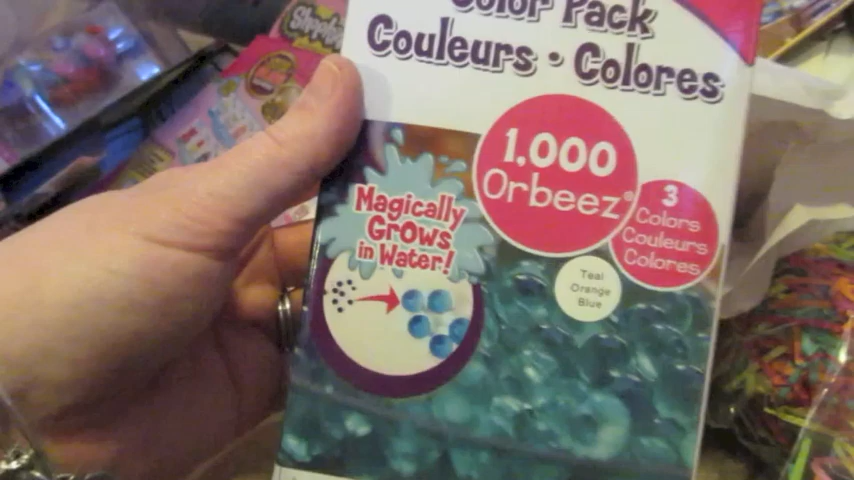 Color Pack
Couleurs • Colores
1,000
Orbeez®
3
Colors
Couleurs
Colores
Magically
Grows
in Water!
Teal
Orange
Blue